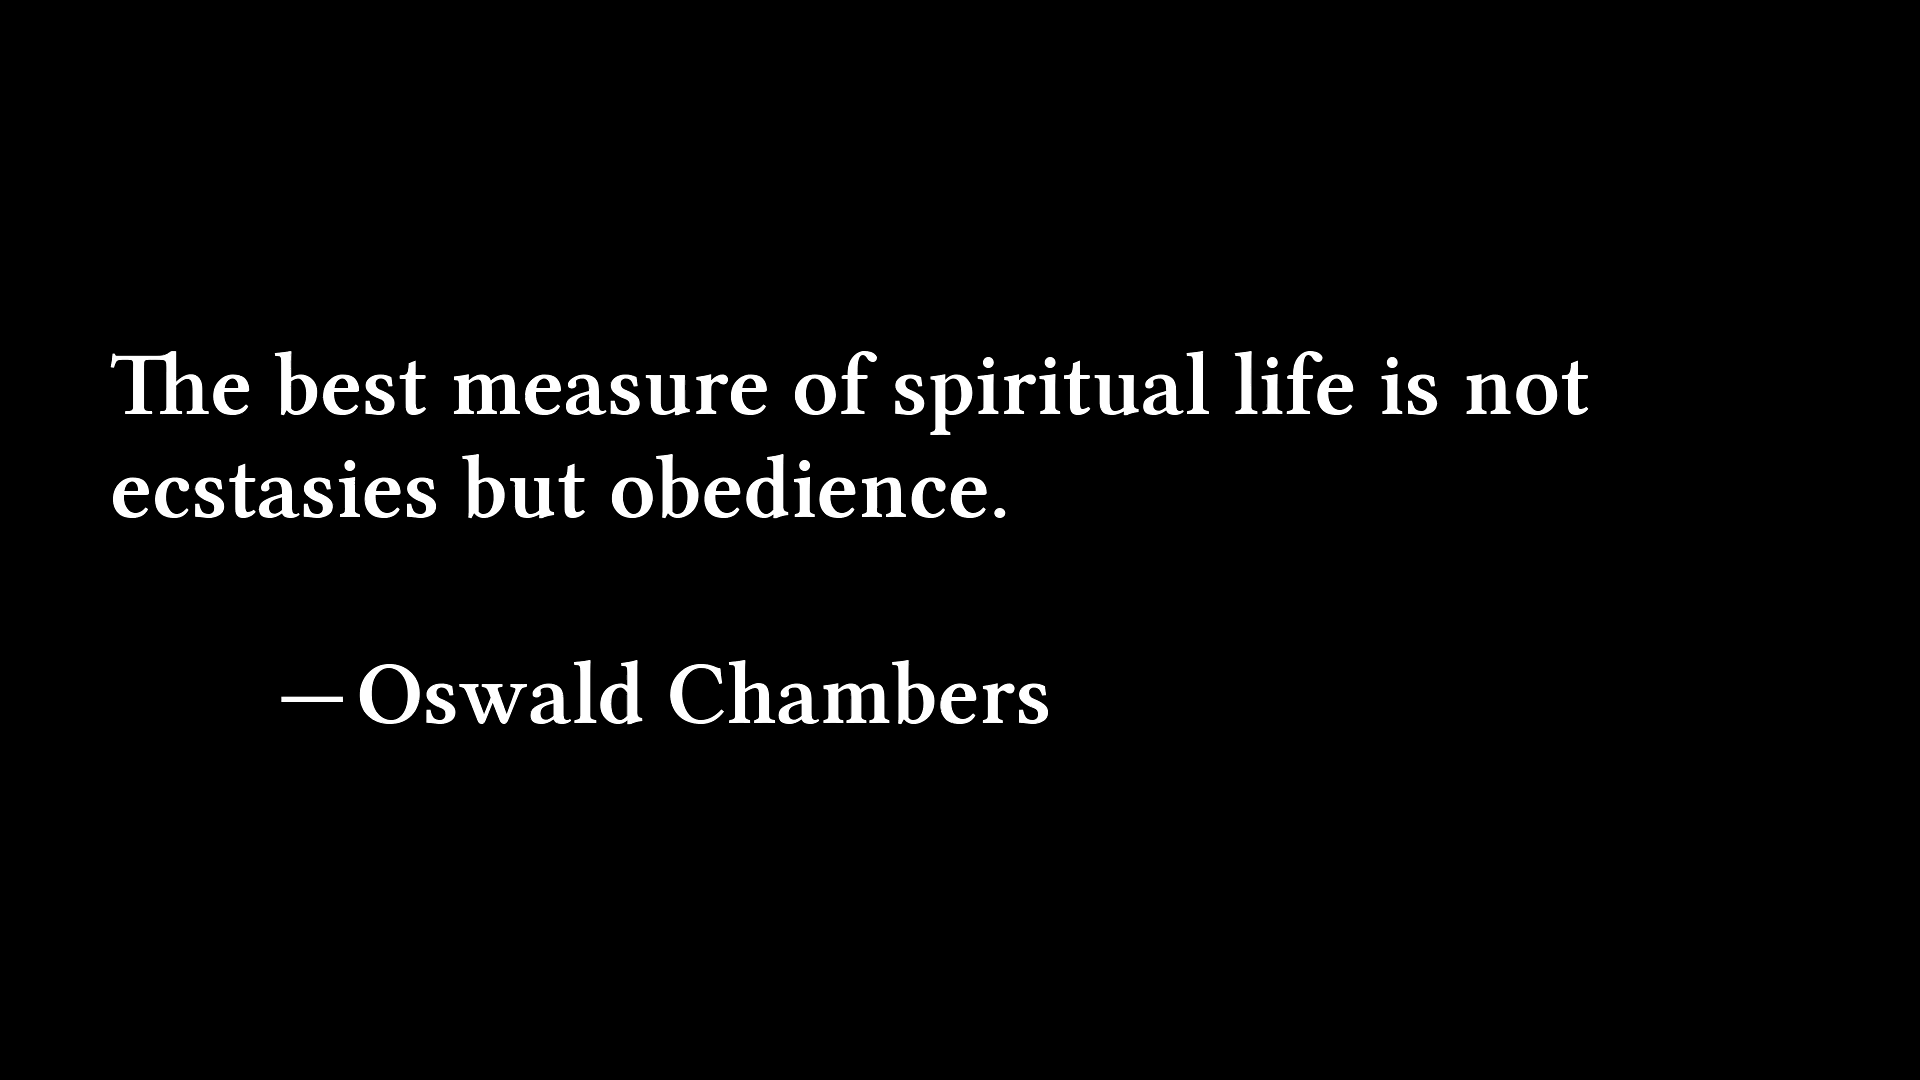 The best measure of spiritual life is not
ecstasies but obedience.
—Oswald Chambers